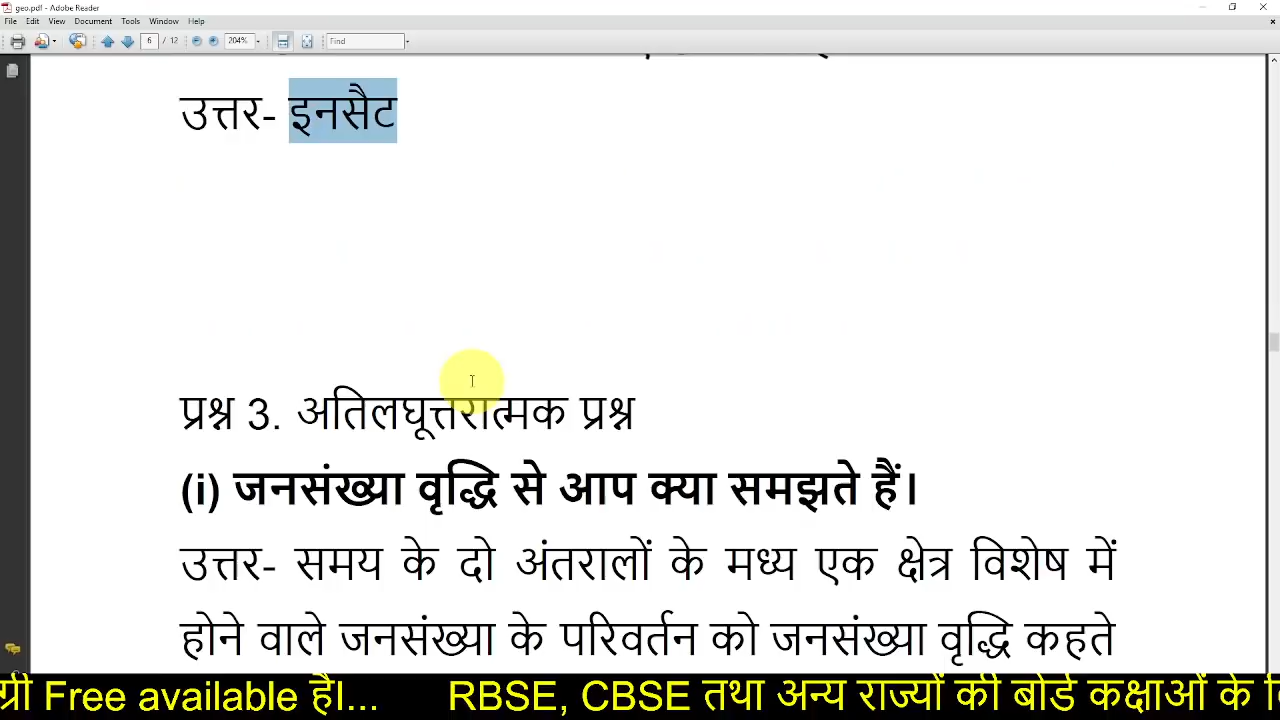 geo.pdf - Adobe Reader
File Edit View Document Tools Window Help
6 / 12 204% Find
उत्तर- इनसैट
प्रश्न 3. अतिलघूत्तरात्मक प्रश्न
(i) जनसंख्या वृद्धि से आप क्या समझते हैं।
उत्तर- समय के दो अंतरालों के मध्य एक क्षेत्र विशेष में
होने वाले जनसंख्या के परिवर्तन को जनसंख्या वृद्धि कहते
ग्री Free available है।... RBSE, CBSE तथा अन्य राज्यों की बोर्ड कक्षाओं के